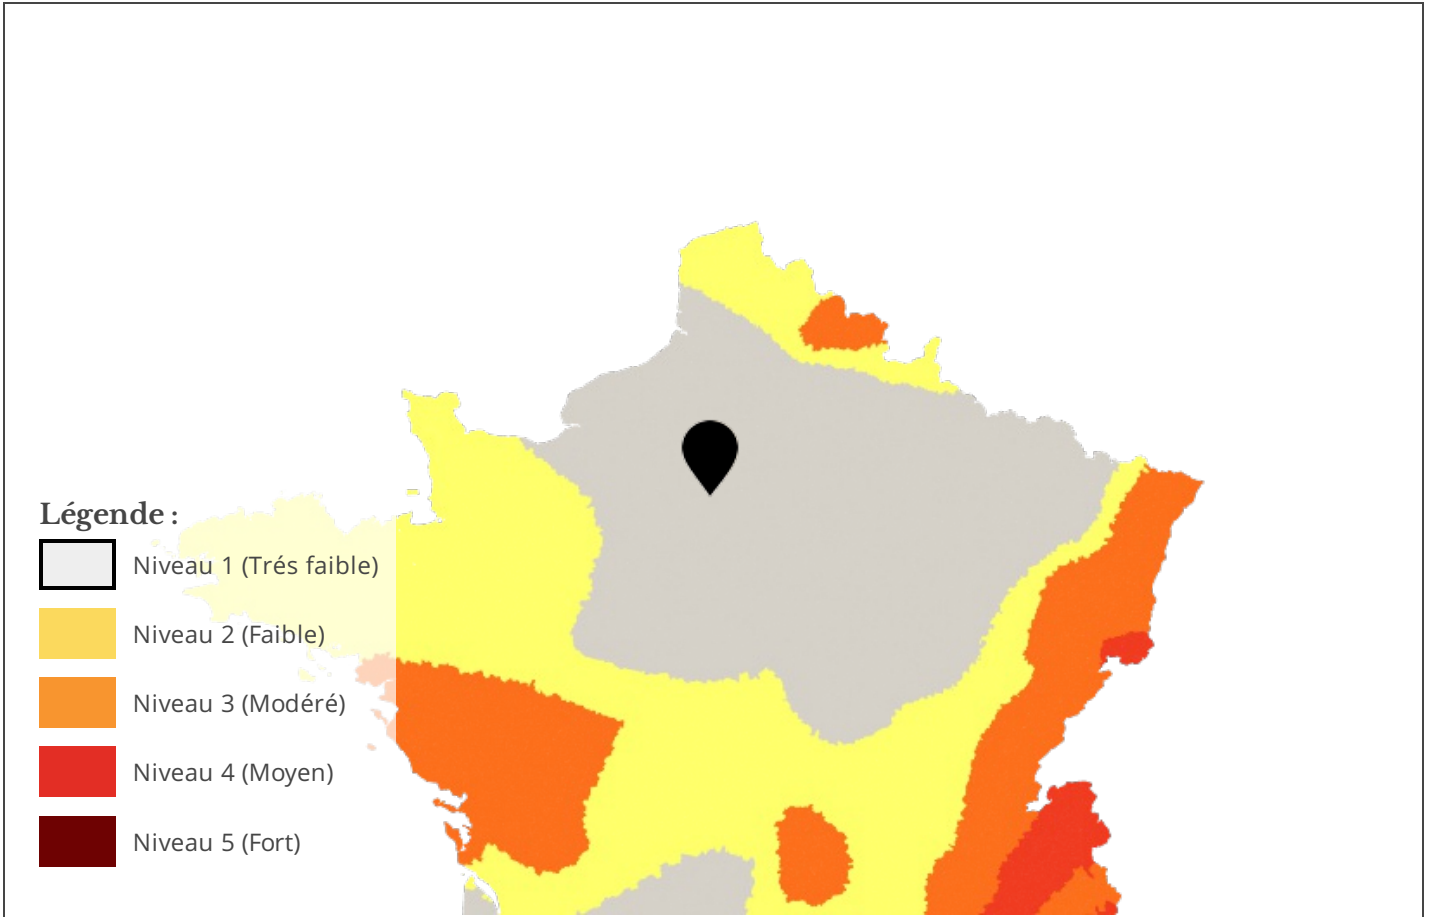 Légende :
Niveau 1 (Trés faible)
Niveau 2 (Faible)
Niveau 3 (Modéré)
Niveau 4 (Moyen)
Niveau 5 (Fort)